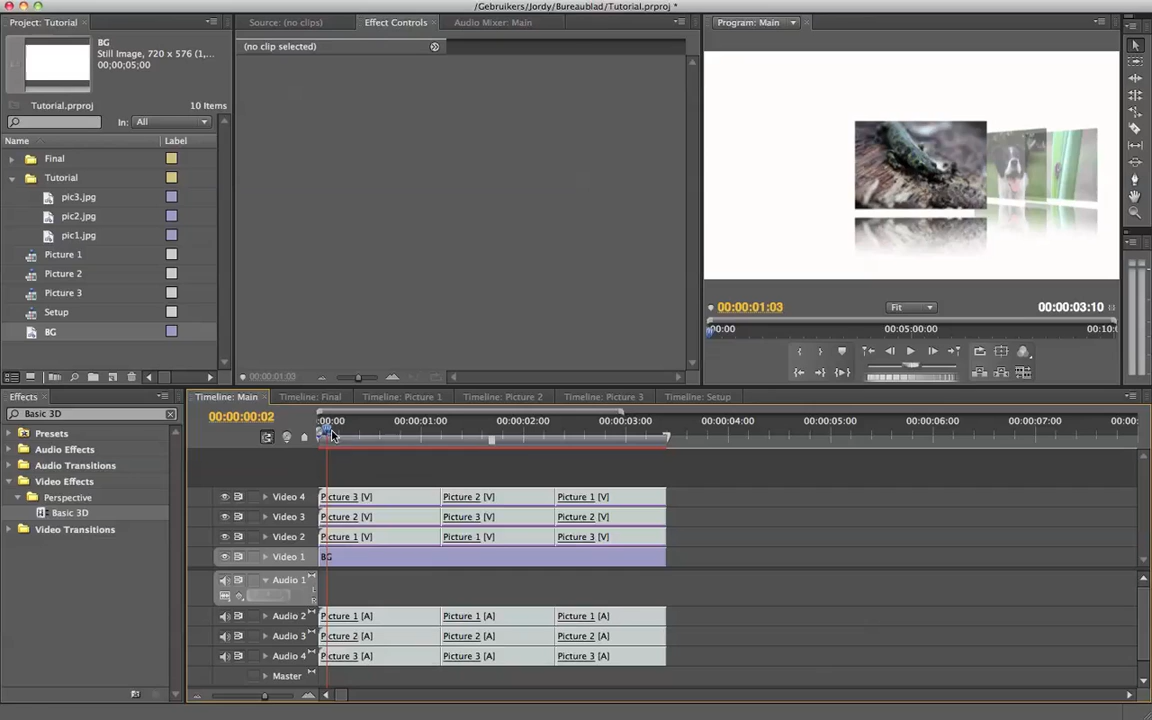 /Gebruikers/Jordy/Bureaublad/Tutorial.prproj *
Project: Tutorial
BG
Still Image, 720 x 576 (1,...
00;00;05;00
Tutorial.prproj
10 Items
In: All
Name
Label
Final
Tutorial
pic3.jpg
pic2.jpg
pic1.jpg
Picture 1
Picture 2
Picture 3
Setup
BG
Source: (no clips)
Effect Controls
Audio Mixer: Main
(no clip selected)
00:00:01:03
Program: Main
00:00:01:03
Fit
00:00:03:10
00:00
00:05:00:00
00:10:
Effects
Basic 3D
Presets
Audio Effects
Audio Transitions
Video Effects
Perspective
Basic 3D
Video Transitions
Timeline: Main
Timeline: Final
Timeline: Picture 1
Timeline: Picture 2
Timeline: Picture 3
Timeline: Setup
00:00:00:02
:00:00
00:00:01:00
00:00:02:00
00:00:03:00
00:00:04:00
00:00:05:00
00:00:06:00
00:00:07:00
00:00:
Video 4
Picture 3 [V]
Picture 2 [V]
Picture 1 [V]
Video 3
Picture 2 [V]
Picture 3 [V]
Picture 2 [V]
Video 2
Picture 1 [V]
Picture 1 [V]
Picture 3 [V]
Video 1
BG
Audio 1
Audio 2
Picture 1 [A]
Picture 1 [A]
Picture 1 [A]
Audio 3
Picture 2 [A]
Picture 2 [A]
Picture 2 [A]
Audio 4
Picture 3 [A]
Picture 3 [A]
Picture 3 [A]
Master